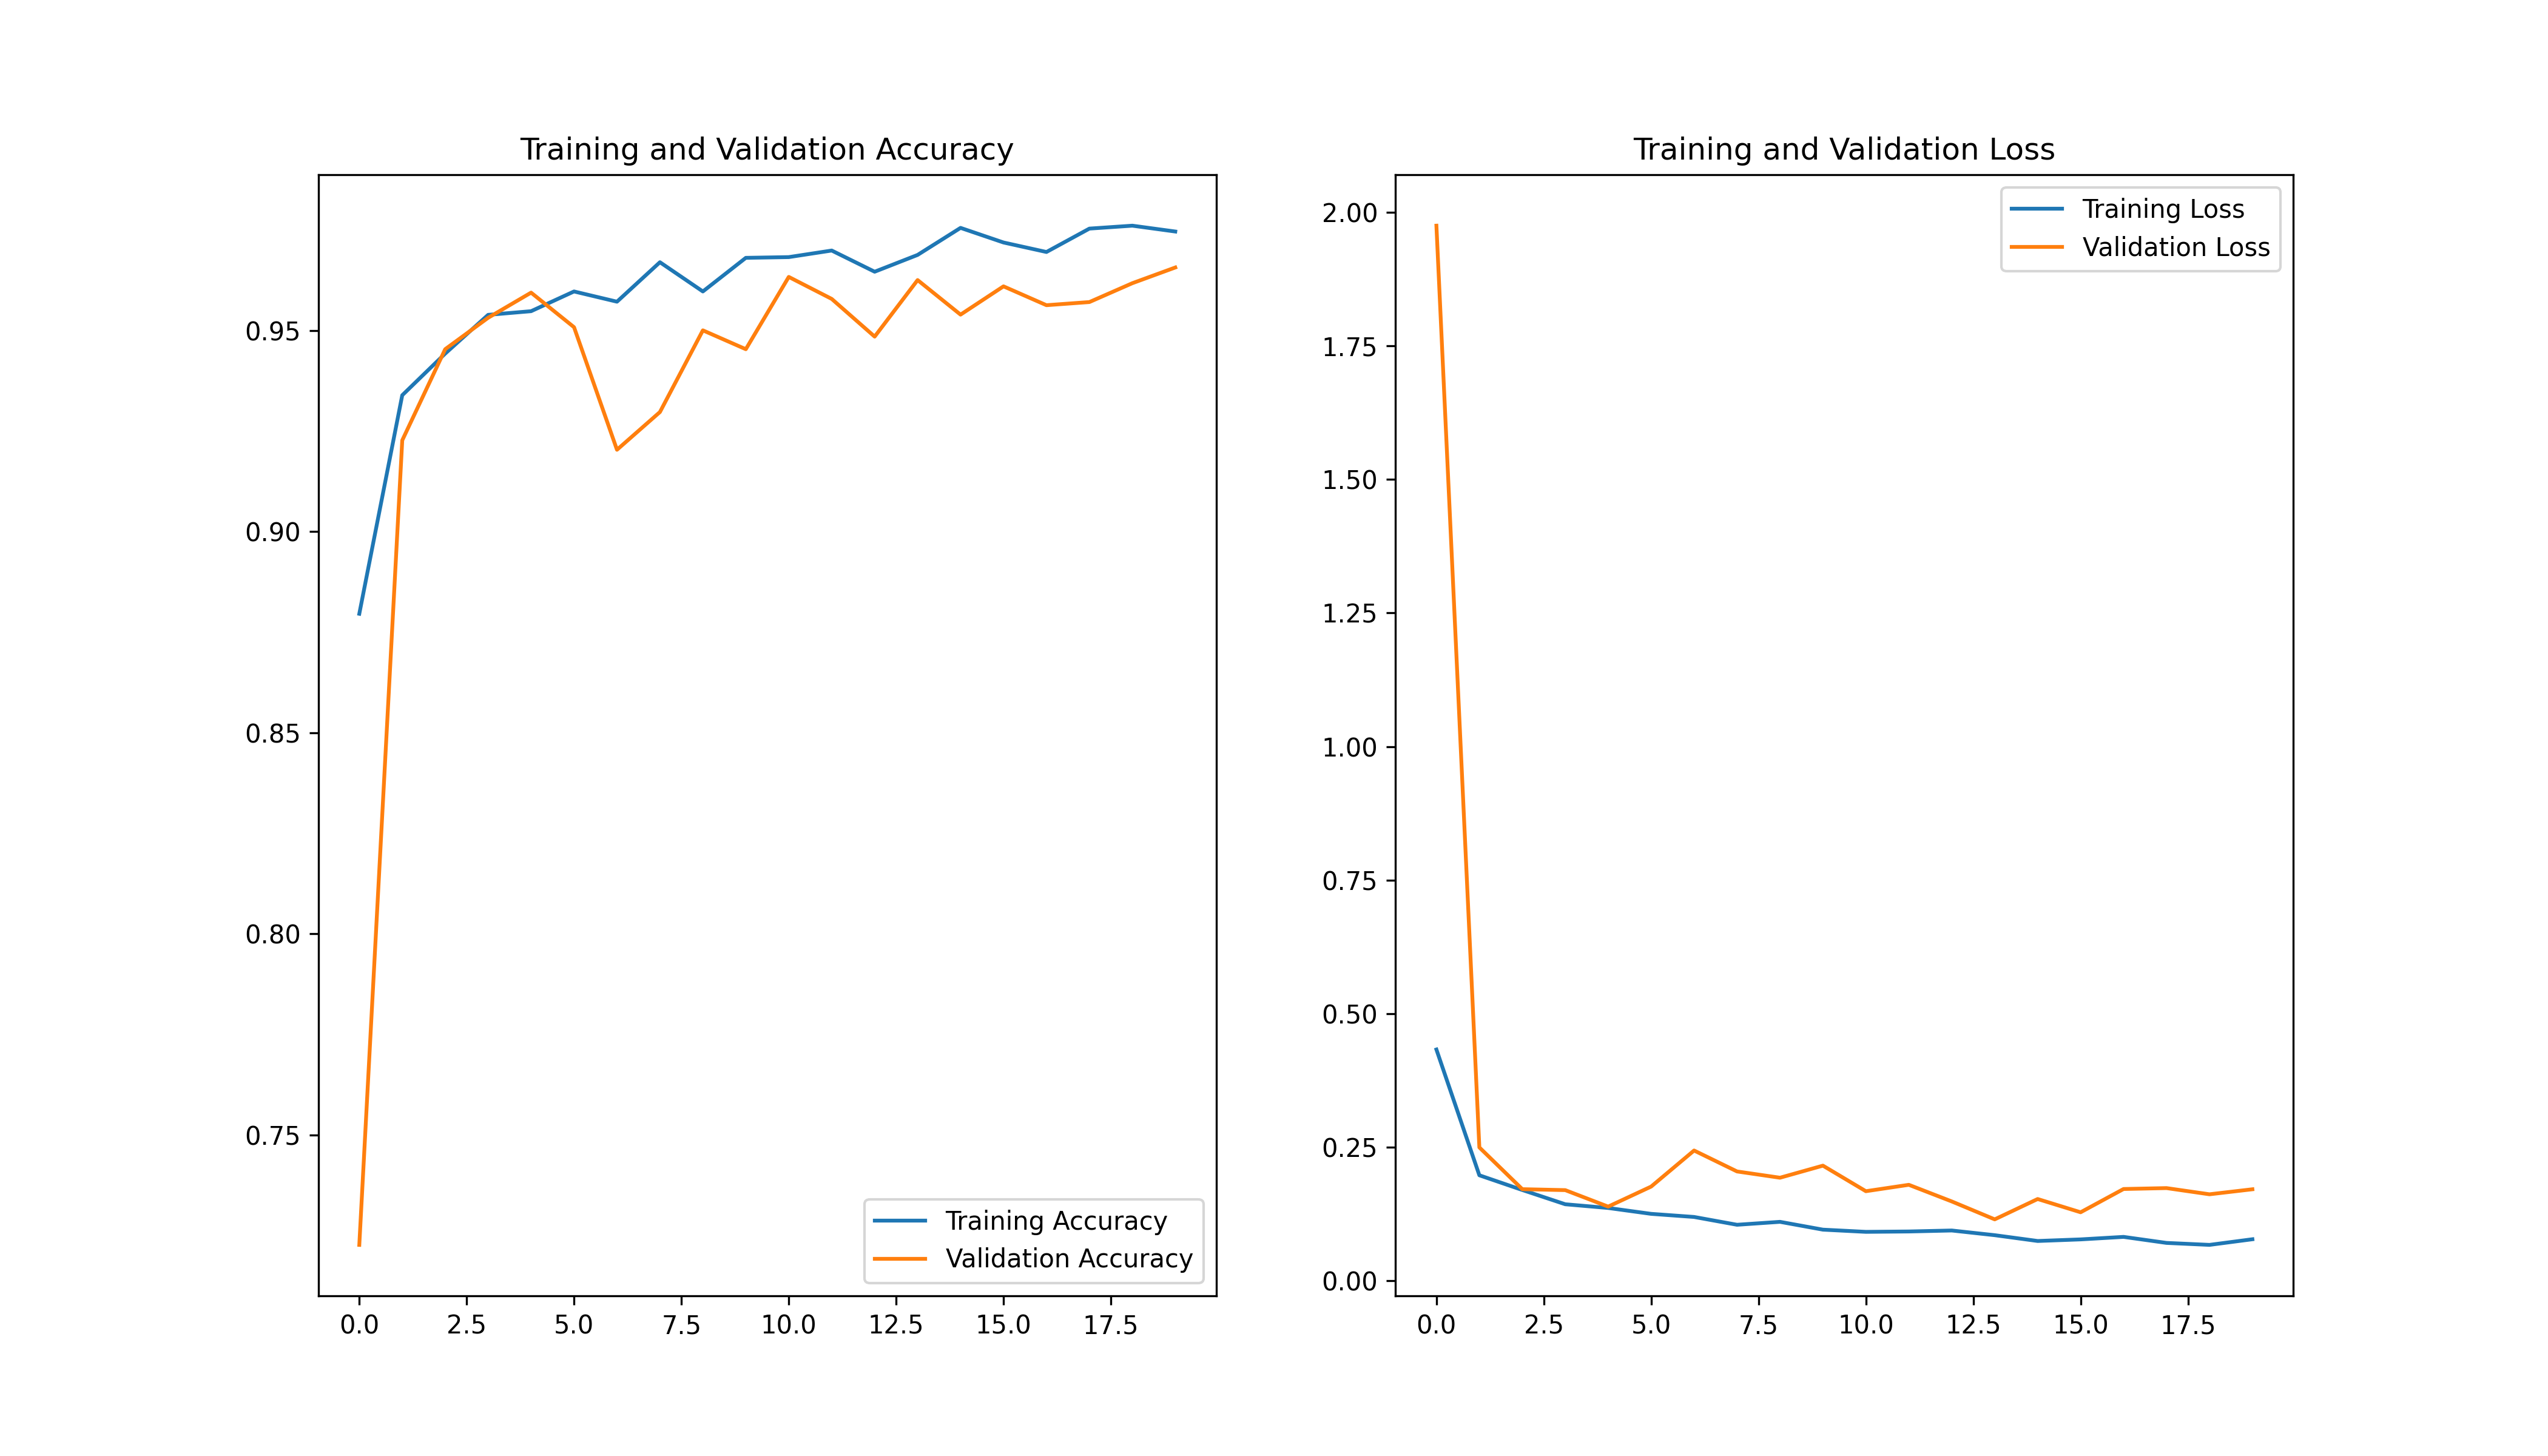 Training and Validation Accuracy
0.95
0.90
0.85
0.80
0.75
Training Accuracy
Validation Accuracy
0.0 2.5 5.0 7.5 10.0 12.5 15.0 17.5
Training and Validation Loss
Training Loss
Validation Loss
2.00
1.75
1.50
1.25
1.00
0.75
0.50
0.25
0.00
0.0 2.5 5.0 7.5 10.0 12.5 15.0 17.5